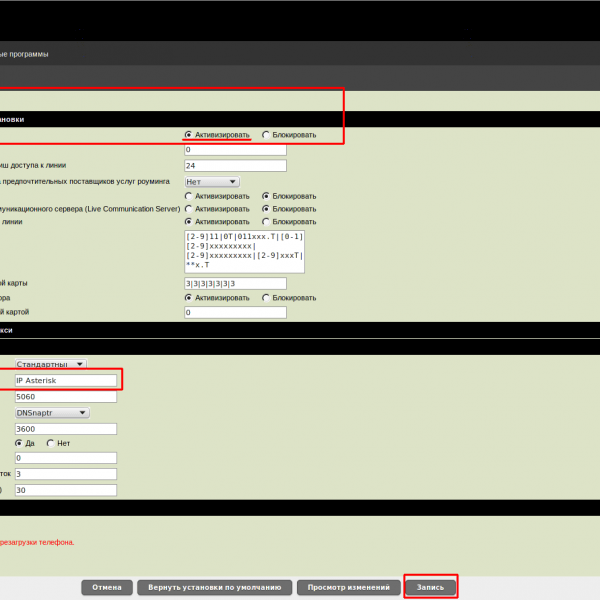 ые программы
ановки
Активизировать Блокировать
0
иш доступа к линии 24
а предпочтительных поставщиков услуг роуминга Нет
Активизировать Блокировать
муникационного сервера (Live Communication Server) Активизировать Блокировать
линии Активизировать Блокировать
[2-9]11|0T|011xxx.T|[0-1]
[2-9]xxxxxxxxx|
[2-9]xxxxxxxxx|[2-9]xxxT|
**x.T
ой карты 3|3|3|3|3|3
ора Активизировать Блокировать
й картой 0
кси
Стандартны
IP Asterisk
5060
DNSnaptr
3600
Да Нет
0
ток 3
) 30
резагрузки телефона.
Отмена Вернуть установки по умолчанию Просмотр изменений Запись